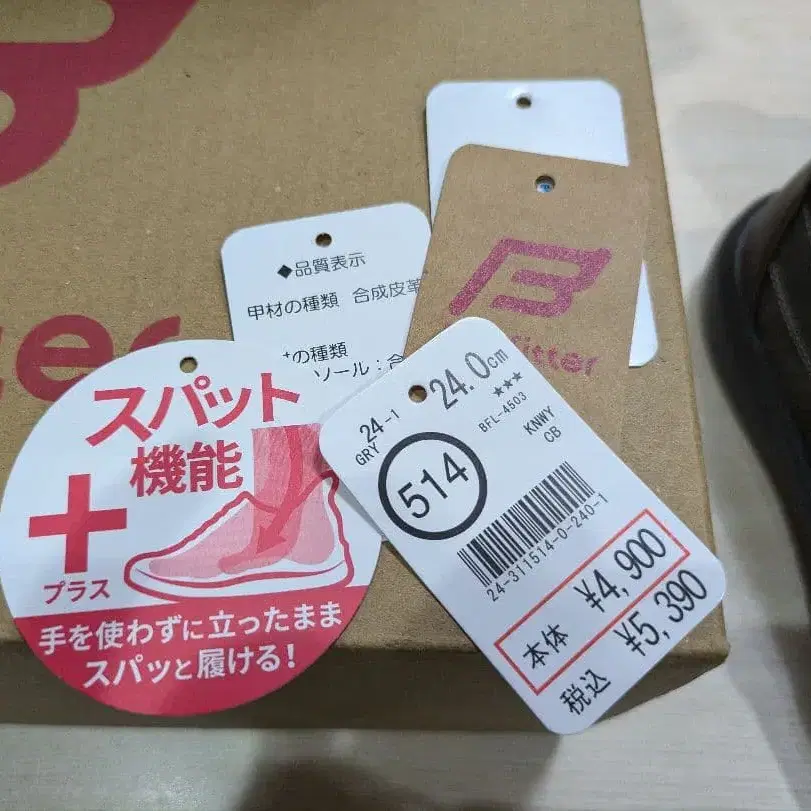 ◆品質表示
甲材の種類 合成皮革
の種類
ソール:合
itter
ter
スパット
機能
+
プラス
手を使わずに立ったまま
スパッと履ける!
24-1
24.0cm
GRY
★★★
BFL-4503
KNWY
CB
514
24-311514-0-240-1
本体 ¥4,900
税込 ¥5,390